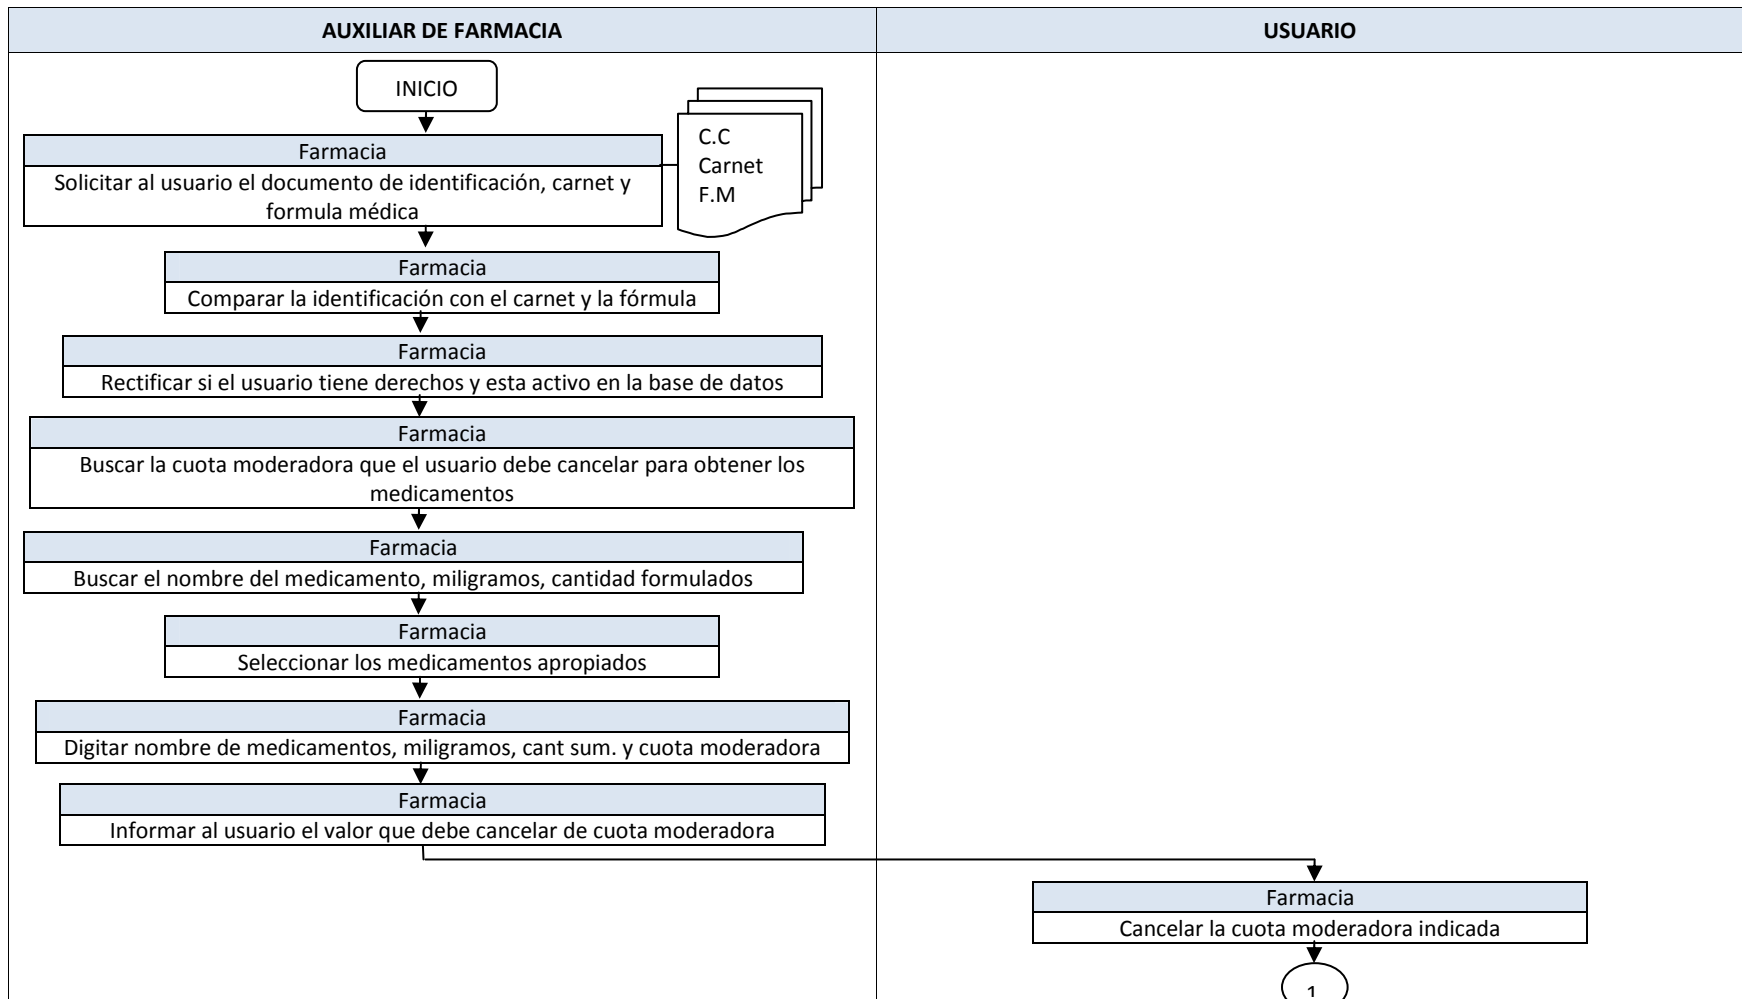 AUXILIAR DE FARMACIA
USUARIO
INICIO
C.C
Carnet
F.M
Farmacia
Solicitar al usuario el documento de identificación, carnet y
formula médica
Farmacia
Comparar la identificación con el carnet y la fórmula
Farmacia
Rectificar si el usuario tiene derechos y esta activo en la base de datos
Farmacia
Buscar la cuota moderadora que el usuario debe cancelar para obtener los
medicamentos
Farmacia
Buscar el nombre del medicamento, miligramos, cantidad formulados
Farmacia
Seleccionar los medicamentos apropiados
Farmacia
Digitar nombre de medicamentos, miligramos, cant sum. y cuota moderadora
Farmacia
Informar al usuario el valor que debe cancelar de cuota moderadora
Farmacia
Cancelar la cuota moderadora indicada
1